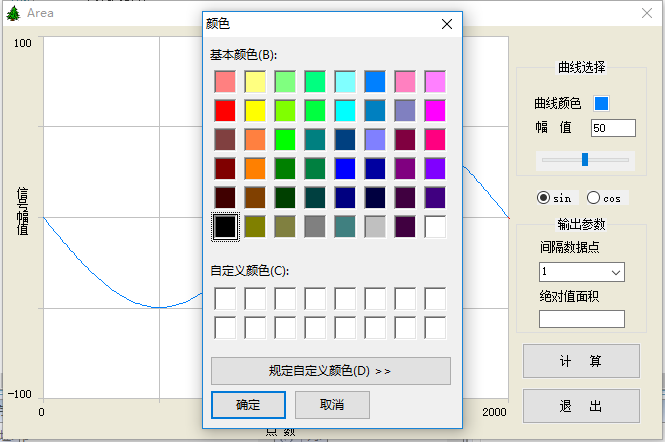 Area
颜色
基本颜色(B):
自定义颜色(C):
规定自定义颜色(D) >>
确定
取消
100
信号幅值
-100
0
2000
点 数
曲线选择
曲线颜色
幅 值
50
sin
cos
输出参数
间隔数据点
1
绝对值面积
计 算
退 出